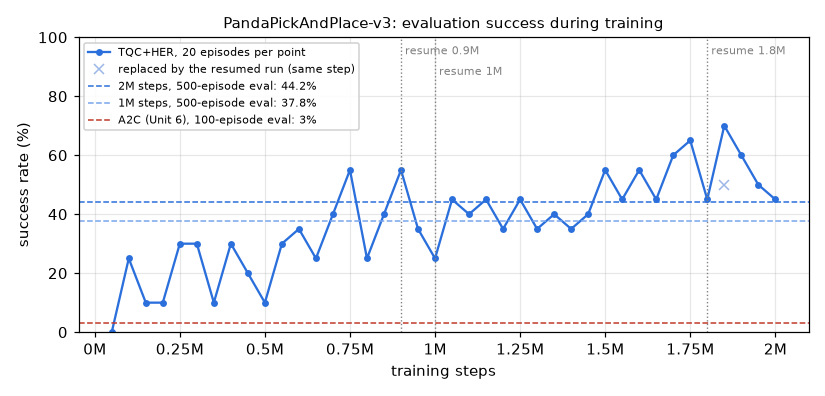 PandaPickAndPlace-v3: evaluation success during training
success rate (%)
100
80
60
40
20
0
TQC+HER, 20 episodes per point
replaced by the resumed run (same step)
2M steps, 500-episode eval: 44.2%
1M steps, 500-episode eval: 37.8%
A2C (Unit 6), 100-episode eval: 3%
resume 0.9M
resume 1M
resume 1.8M
0M
0.25M
0.5M
0.75M
1M
1.25M
1.5M
1.75M
2M
training steps